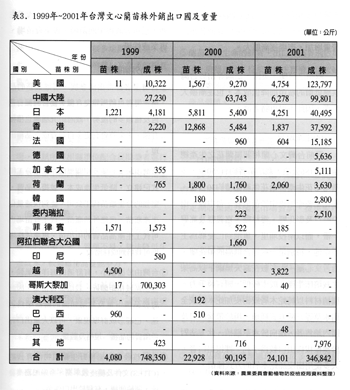 表3. 1999年~2001年台灣文心蘭苗株外銷出口國及重量
(單位：公斤)
年份 1999 2000 2001
國別 苗株別 苗株 成株 苗株 成株 苗株 成株
美國 11 10,322 1,567 9,270 4,754 123,797
中國大陸 - 27,230 63,743 6,278 99,801
日本 1,221 4,181 5,811 5,400 4,251 40,495
香港 - 2,220 12,868 5,484 1,837 37,592
法國 - - - 960 604 15,185
德國 - - - - - 5,636
加拿大 - 355 - - - 5,111
荷蘭 - 765 1,800 1,760 2,060 3,630
韓國 - - 180 510 - 2,800
委內瑞拉 - - - 223 - 2,510
菲律賓 1,571 1,573 - 522 185 -
阿拉伯聯合大公國 - - - 1,660 - -
印尼 - 580 - - - -
越南 4,500 - - - 3,822 -
哥斯大黎加 17 700,303 - - 40 -
澳大利亞 - - 192 - - -
巴西 960 - 510 - - -
丹麥 - - - - 48 -
其他 - 423 - 716 - 7,976
合計 4,080 748,350 22,928 90,195 24,101 346,842
(資料來源：農業委員會動植物防疫檢疫局資料整理)